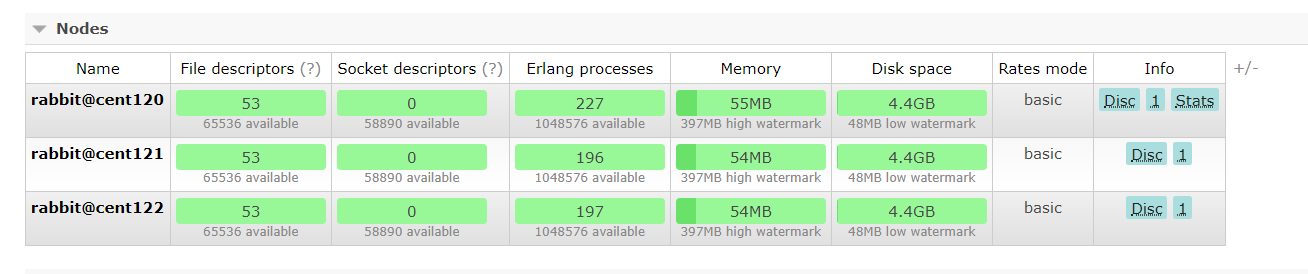 Nodes
Name File descriptors (?) Socket descriptors (?) Erlang processes Memory Disk space Rates mode Info +/-
rabbit@cent120 53 0 227 55MB 4.4GB basic Disc 1 Stats
65536 available 58890 available 1048576 available 397MB high watermark 48MB low watermark
rabbit@cent121 53 0 196 54MB 4.4GB basic Disc 1
65536 available 58890 available 1048576 available 397MB high watermark 48MB low watermark
rabbit@cent122 53 0 197 54MB 4.4GB basic Disc 1
65536 available 58890 available 1048576 available 397MB high watermark 48MB low watermark